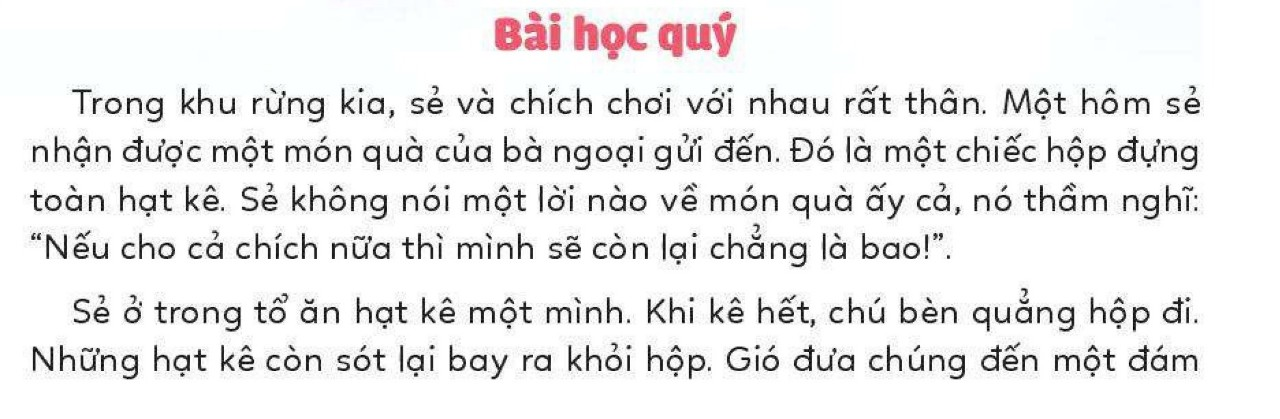 Bài học quý
Trong khu rừng kia, sẻ và chích chơi với nhau rất thân. Một hôm sẻ
nhận được một món quà của bà ngoại gửi đến. Đó là một chiếc hộp đựng
toàn hạt kê. Sẻ không nói một lời nào về món quà ấy cả, nó thầm nghĩ:
“Nếu cho cả chích nữa thì mình sẽ còn lại chẳng là bao!”.
Sẻ ở trong tổ ăn hạt kê một mình. Khi kê hết, chú bèn quẳng hộp đi.
Những hạt kê còn sót lại bay ra khỏi hộp. Gió đưa chúng đến một đám